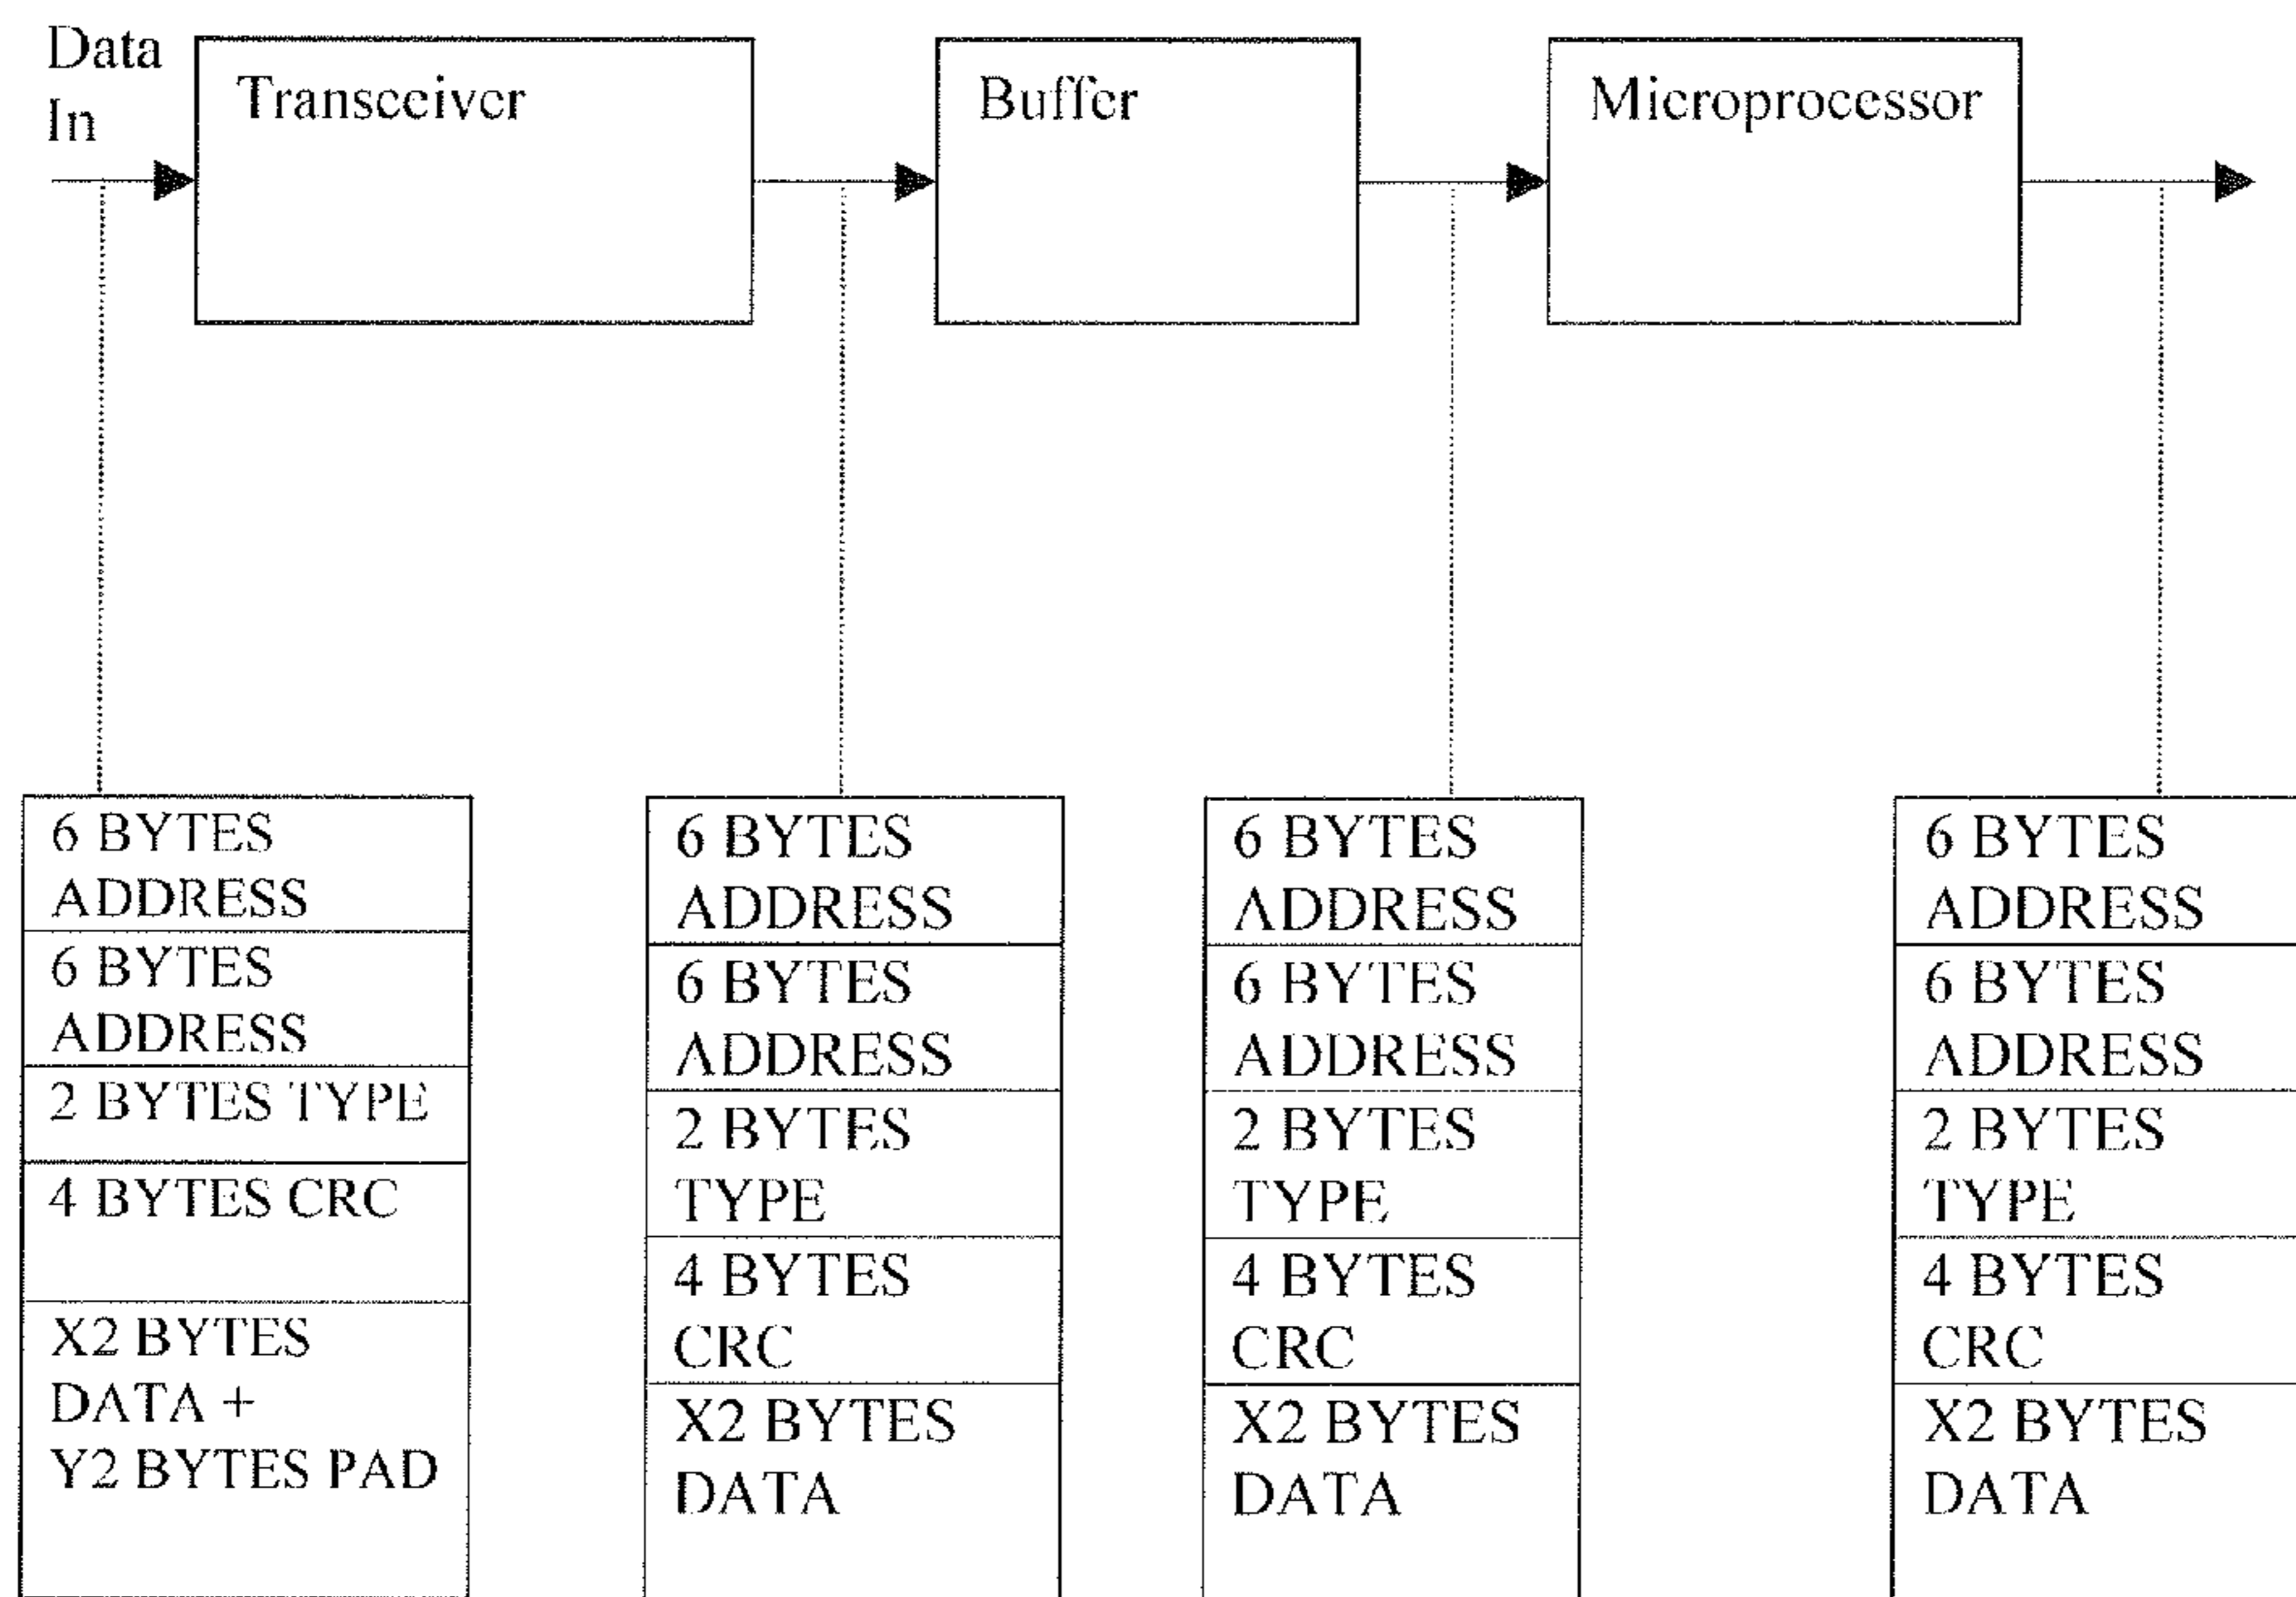 Data
In
Transceiver
Buffer
Microprocessor
6 BYTES
ADDRESS
6 BYTES
ADDRESS
2 BYTES TYPE
4 BYTES CRC
X2 BYTES
DATA +
Y2 BYTES PAD
6 BYTES
ADDRESS
6 BYTES
ADDRESS
2 BYTES
TYPE
4 BYTES
CRC
X2 BYTES
DATA
6 BYTES
ADDRESS
6 BYTES
ADDRESS
2 BYTES
TYPE
4 BYTES
CRC
X2 BYTES
DATA
6 BYTES
ADDRESS
6 BYTES
ADDRESS
2 BYTES
TYPE
4 BYTES
CRC
X2 BYTES
DATA